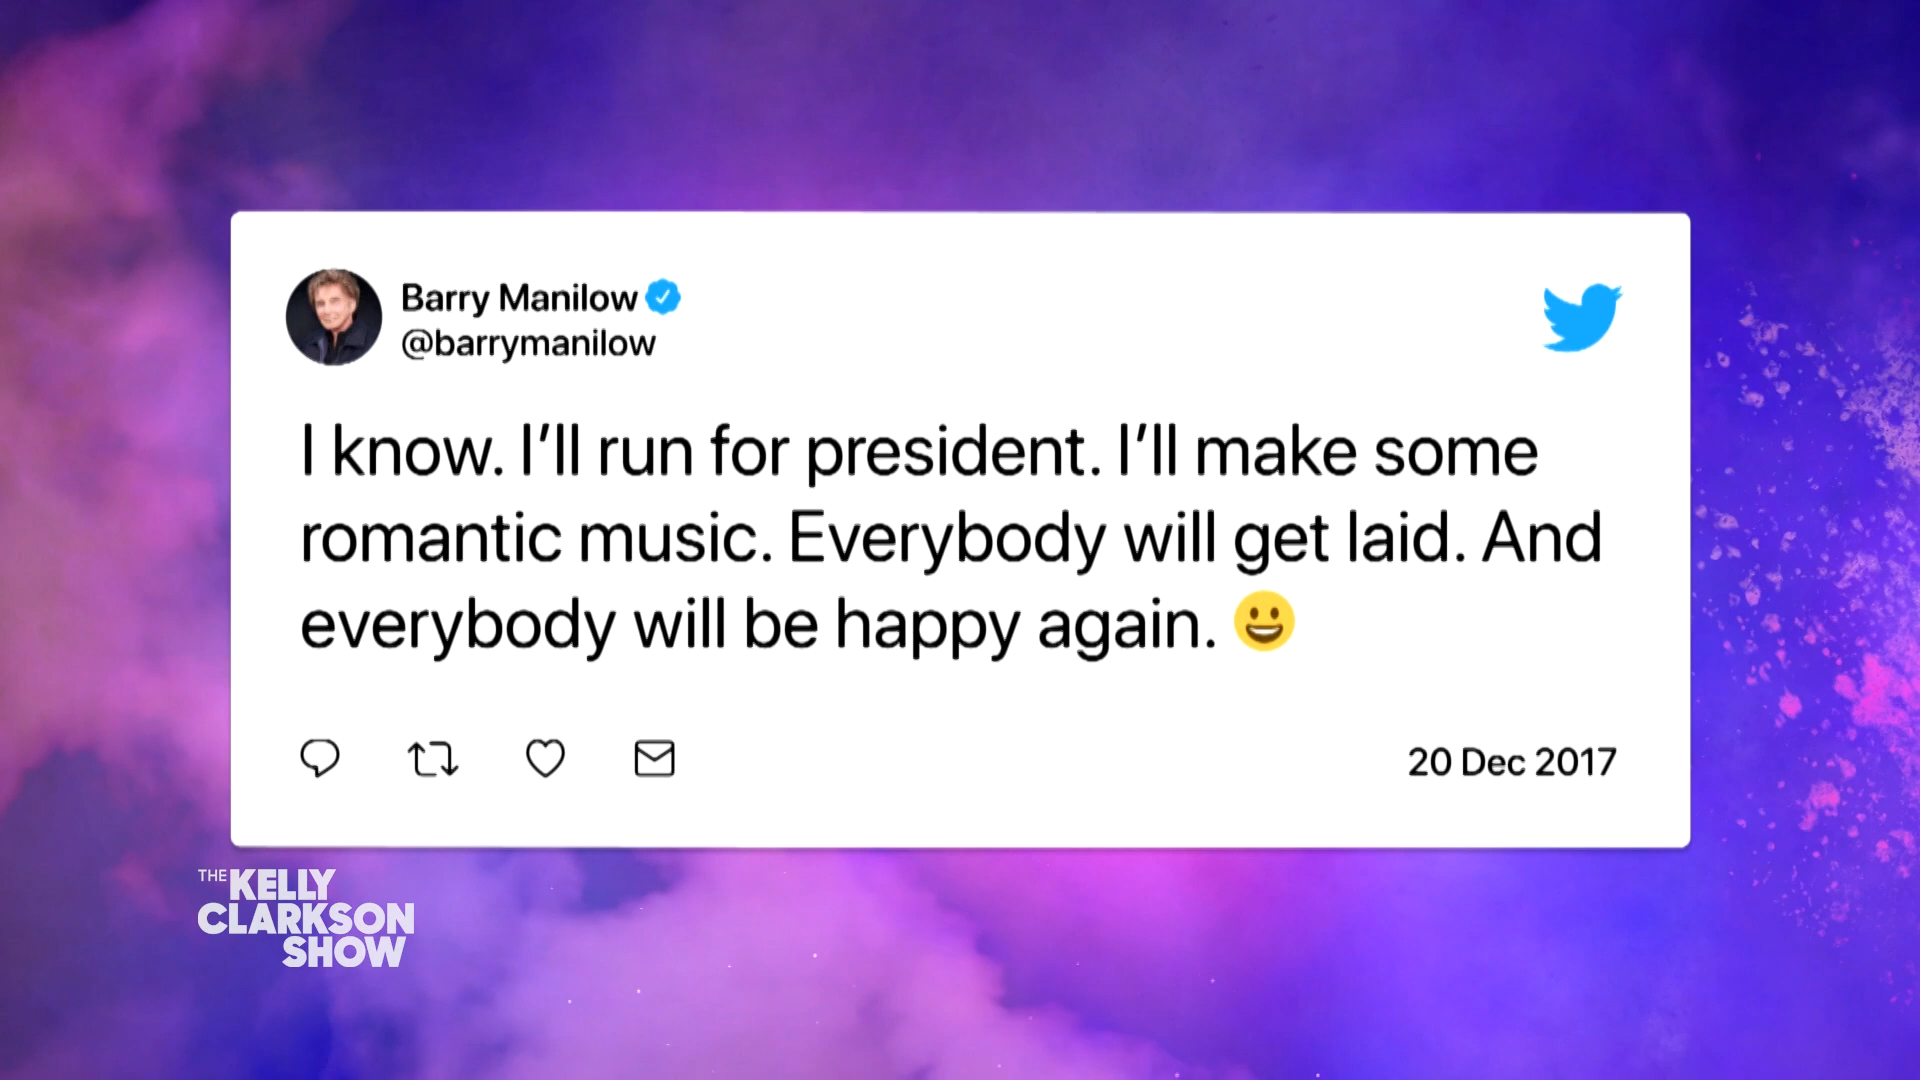 Barry Manilow
@barrymanilow
I know. I’ll run for president. I’ll make some
romantic music. Everybody will get laid. And
everybody will be happy again. 😀
20 Dec 2017
THE KELLY
CLARKSON
SHOW